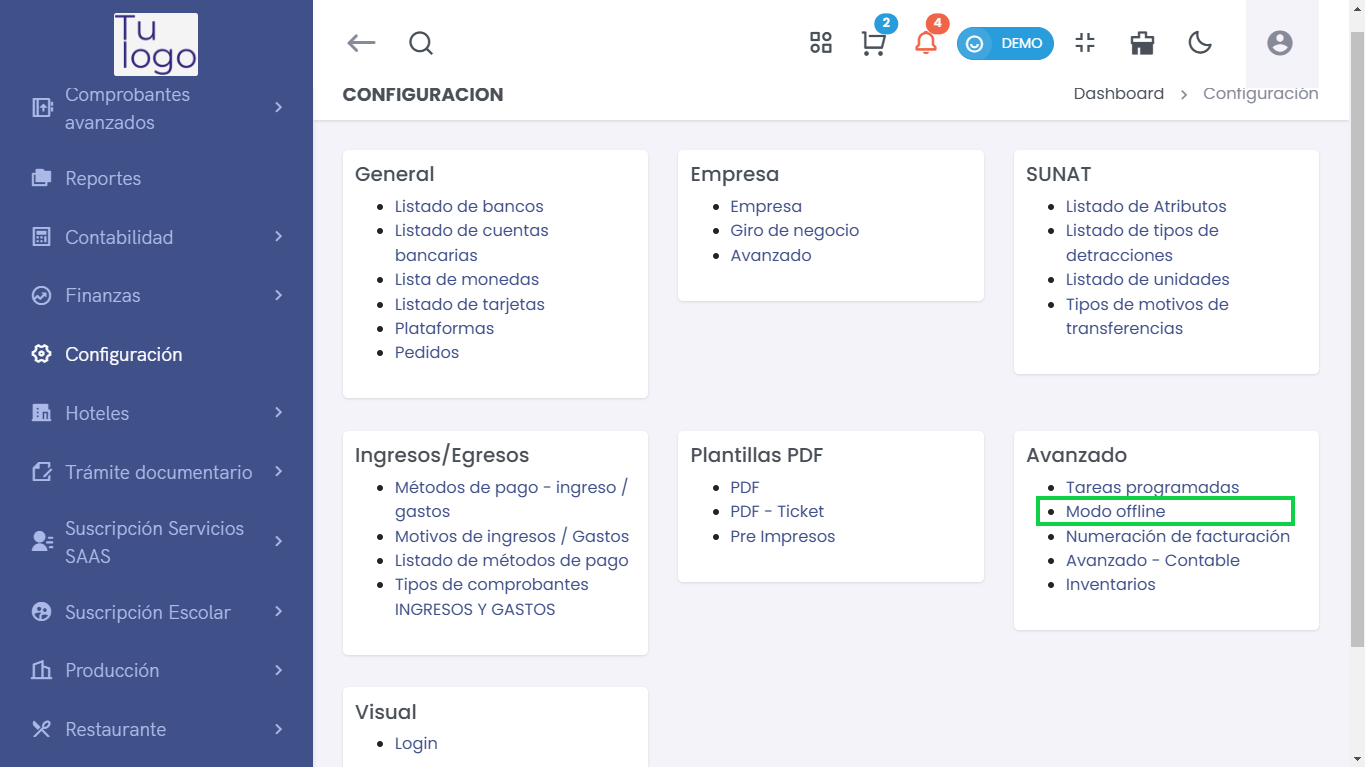 Tu
logo
Comprobantes
avanzados
Reportes
Contabilidad
Finanzas
Configuración
Hoteles
Trámite documentario
Suscripción Servicios
SAAS
Suscripción Escolar
Producción
Restaurante
2
4
DEMO
CONFIGURACION
Dashboard
Configuración
General
Listado de bancos
Listado de cuentas
bancarias
Lista de monedas
Listado de tarjetas
Plataformas
Pedidos
Empresa
Empresa
Giro de negocio
Avanzado
SUNAT
Listado de Atributos
Listado de tipos de
detracciones
Listado de unidades
Tipos de motivos de
transferencias
Ingresos/Egresos
Métodos de pago - ingreso /
gastos
Motivos de ingresos / Gastos
Listado de métodos de pago
Tipos de comprobantes
INGRESOS Y GASTOS
Plantillas PDF
PDF
PDF - Ticket
Pre Impresos
Avanzado
Tareas programadas
Modo offline
Numeración de facturación
Avanzado - Contable
Inventarios
Visual
Login